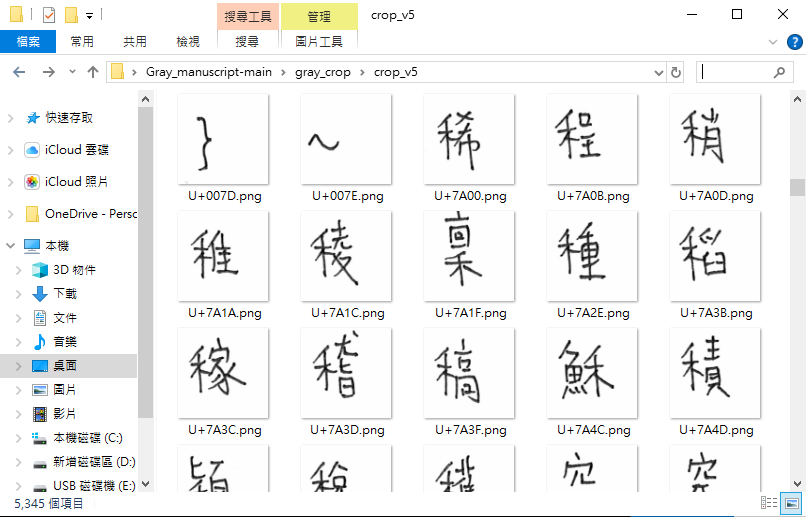 搜尋工具 管理 crop_v5
檔案 常用 共用 檢視 搜尋 圖片工具
Gray_manuscript-main gray_crop crop_v5
快速存取
iCloud 雲碟
iCloud 照片
OneDrive - Perso
本機
3D 物件
下載
文件
音樂
桌面
圖片
影片
本機磁碟 (C:)
新增磁碟區 (D:)
USB 磁碟機 (E:)
} ~ 稀 程 稍
U+007D.png U+007E.png U+7A00.png U+7A0B.png U+7A0D.png
稚 稜 稟 種 稻
U+7A1A.png U+7A1C.png U+7A1F.png U+7A2E.png U+7A3B.png
稼 稽 稿 穌 積
U+7A3C.png U+7A3D.png U+7A3F.png U+7A4C.png U+7A4D.png
穎
5,345 個項目